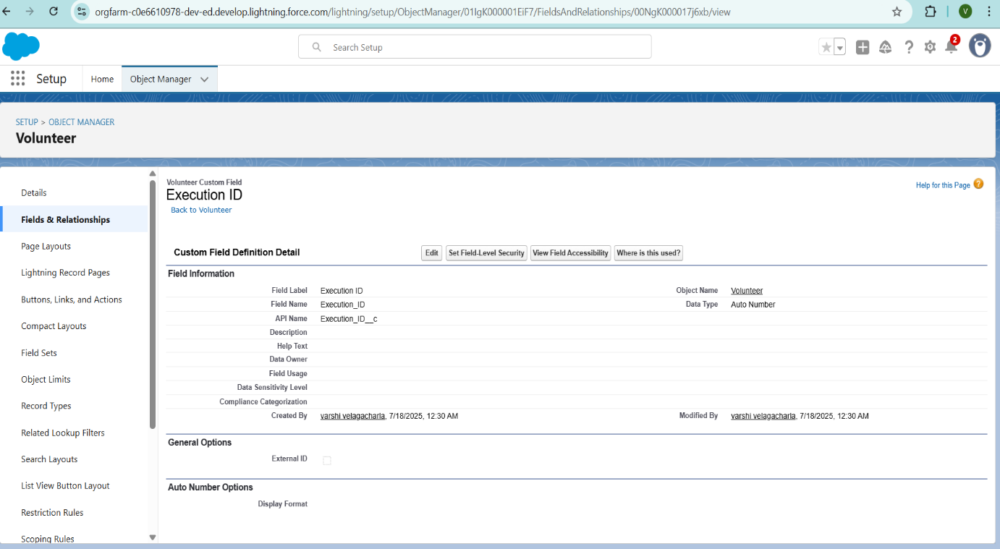 orgfarm-c0e6610978-dev-ed.develop.lightning.force.com/lightning/setup/ObjectManager/01IgK000001EiF7/FieldsAndRelationships/00NgK000017j6xb/view
V
Search Setup
2
Setup
Home
Object Manager
SETUP > OBJECT MANAGER
Volunteer
Details
Fields & Relationships
Page Layouts
Lightning Record Pages
Buttons, Links, and Actions
Compact Layouts
Field Sets
Object Limits
Record Types
Related Lookup Filters
Search Layouts
List View Button Layout
Restriction Rules
Scoping Rules
Volunteer Custom Field
Execution ID
Back to Volunteer
Help for this Page ?
Custom Field Definition Detail
Edit
Set Field-Level Security
View Field Accessibility
Where is this used?
Field Information
Field Label Execution ID Object Name Volunteer
Field Name Execution_ID Data Type Auto Number
API Name Execution_ID__c
Description
Help Text
Data Owner
Field Usage
Data Sensitivity Level
Compliance Categorization
Created By varshi velagacharla, 7/18/2025, 12:30 AM Modified By varshi velagacharla, 7/18/2025, 12:30 AM
General Options
External ID
Auto Number Options
Display Format